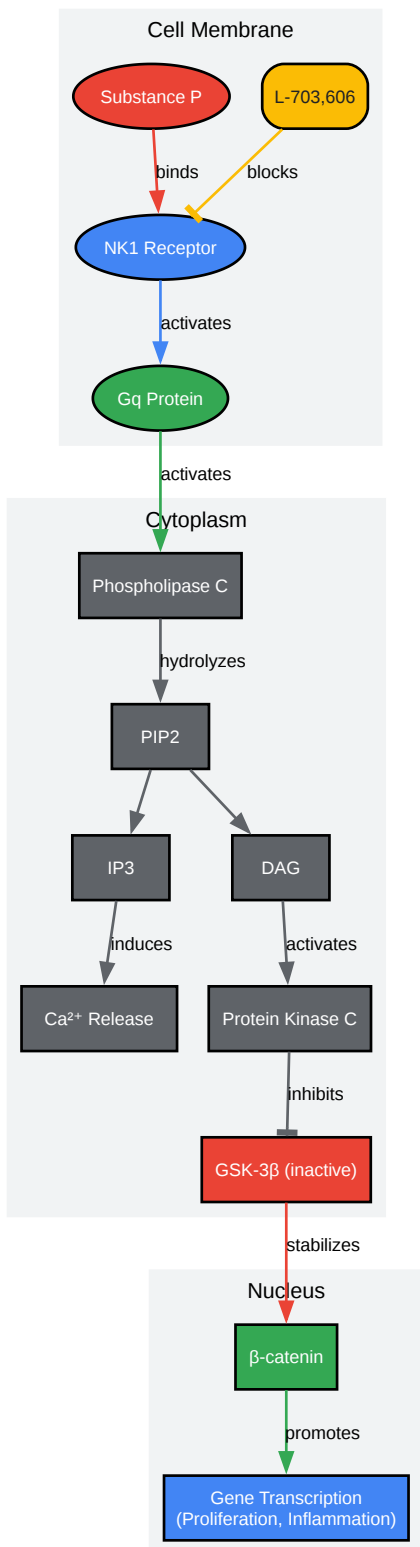 Cell Membrane
Substance P
L-703,606
binds
blocks
NK1 Receptor
activates
Gq Protein
activates
Cytoplasm
Phospholipase C
hydrolyzes
PIP2
IP3
DAG
induces
activates
Ca²⁺ Release
Protein Kinase C
inhibits
GSK-3β (inactive)
stabilizes
Nucleus
β-catenin
promotes
Gene Transcription
(Proliferation, Inflammation)